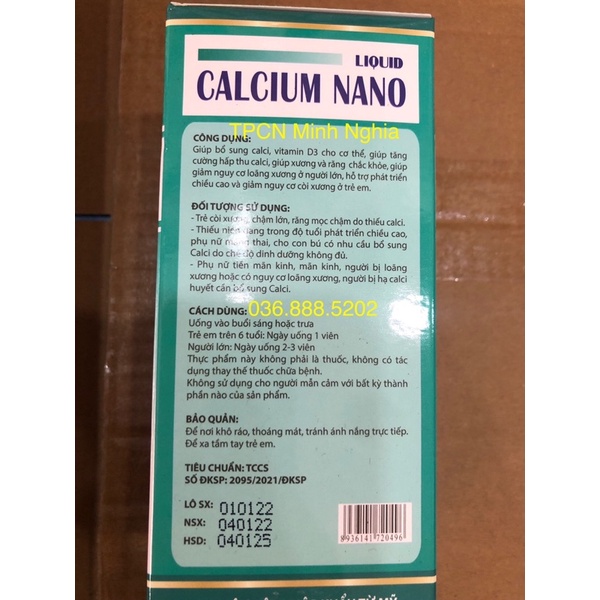 LIQUID
CALCIUM NANO
TPCN Minh Nghia
CÔNG DỤNG:
Giúp bổ sung calci, vitamin D3 cho cơ thể, giúp tăng
cường hấp thu calci, giúp xương và răng chắc khỏe, giúp
giảm nguy cơ loãng xương ở người lớn, hỗ trợ phát triển
chiều cao và giảm nguy cơ còi xương ở trẻ em.
ĐỐI TƯỢNG SỬ DỤNG:
- Trẻ còi xương, chậm lớn, răng mọc chậm do thiếu calci.
- Thiếu niên đang trong độ tuổi phát triển chiều cao,
phụ nữ mang thai, cho con bú có nhu cầu bổ sung
Calci do chế độ dinh dưỡng không đủ.
- Phụ nữ tiền mãn kinh, mãn kinh, người bị loãng
xương hoặc có nguy cơ loãng xương, người bị hạ calci
huyết cần bổ sung Calci.
036.888.5202
CÁCH DÙNG:
Uống vào buổi sáng hoặc trưa
Trẻ em trên 6 tuổi: Ngày uống 1 viên
Người lớn: Ngày uống 2-3 viên
Thực phẩm này không phải là thuốc, không có tác
dụng thay thế thuốc chữa bệnh.
Không sử dụng cho người mẫn cảm với bất kỳ thành
phần nào của sản phẩm.
BẢO QUẢN:
Để nơi khô ráo, thoáng mát, tránh ánh nắng trực tiếp.
Để xa tầm tay trẻ em.
TIÊU CHUẨN: TCCS
SỐ ĐKSP: 2095/2021/ĐKSP
LÔ SX: 010122
NSX: 040122
HSD: 040125
8936141720496